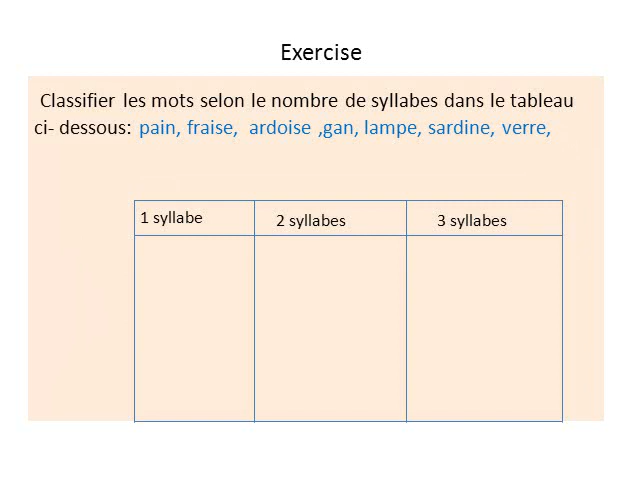 Exercise
Classifier les mots selon le nombre de syllabes dans le tableau
ci- dessous: pain, fraise, ardoise ,gan, lampe, sardine, verre,
1 syllabe 2 syllabes 3 syllabes